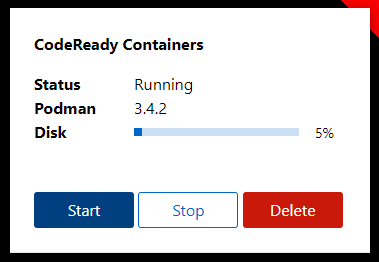 CodeReady Containers
Status Running
Podman 3.4.2
Disk 5%
Start Stop Delete